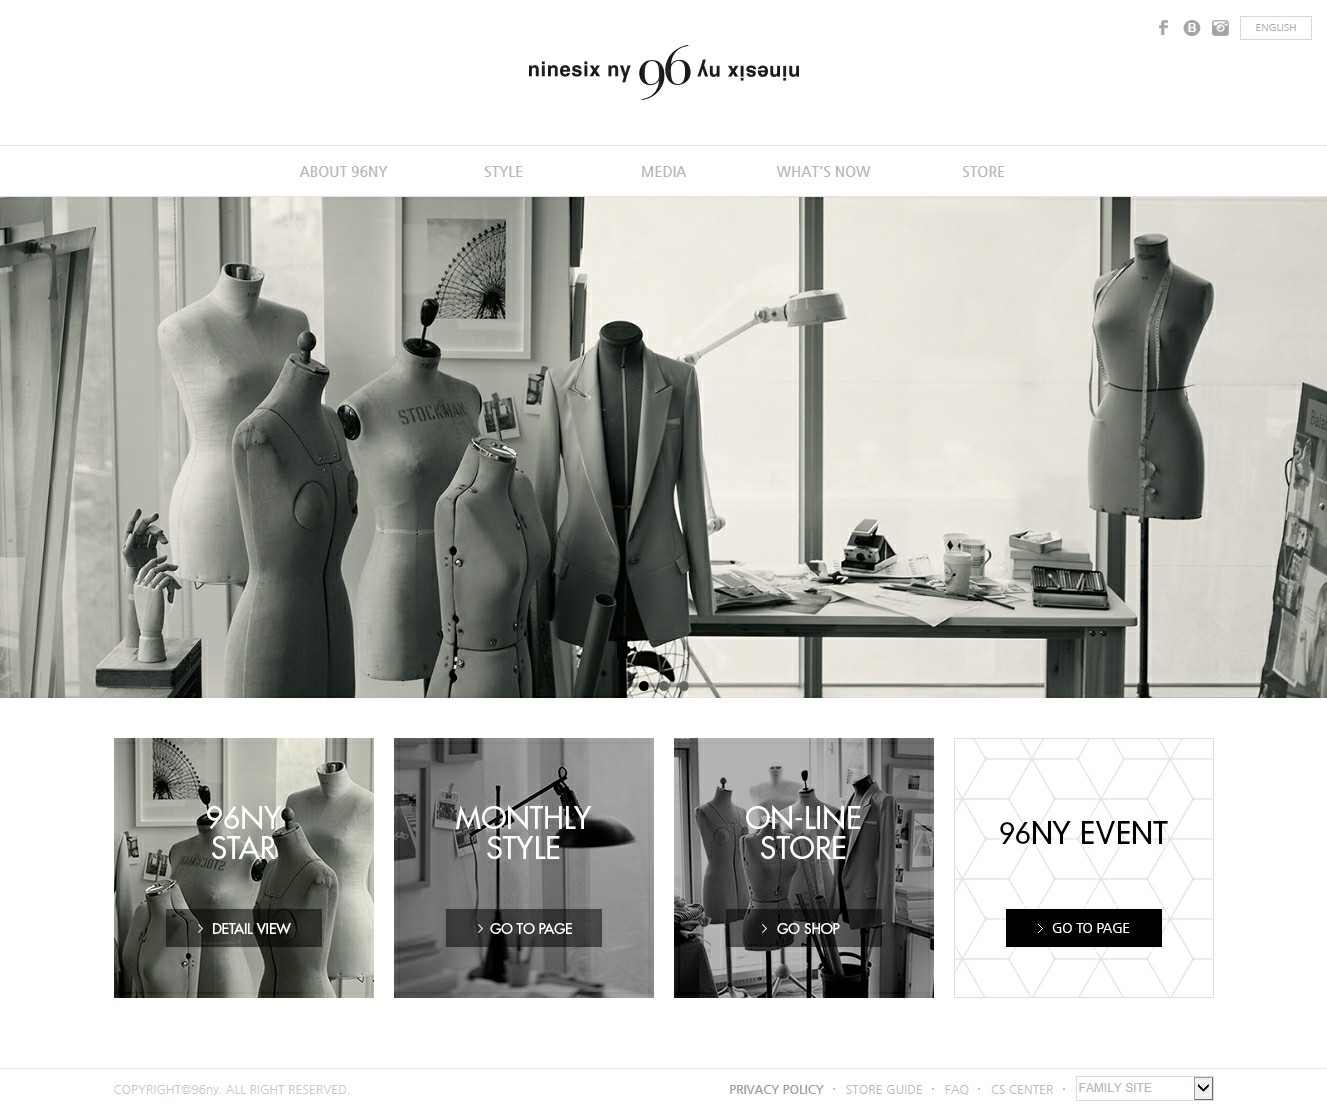 ENGLISH
ninesix ny 96 ninesix ny
ABOUT 96NY STYLE MEDIA WHAT'S NOW STORE
STOCKMAN
96NY
STAR
DETAIL VIEW
MONTHLY
STYLE
GO TO PAGE
ON-LINE
STORE
GO SHOP
96NY EVENT
GO TO PAGE
COPYRIGHT©96ny. ALL RIGHT RESERVED.
PRIVACY POLICY · STORE GUIDE · FAQ · CS CENTER · FAMILY SITE